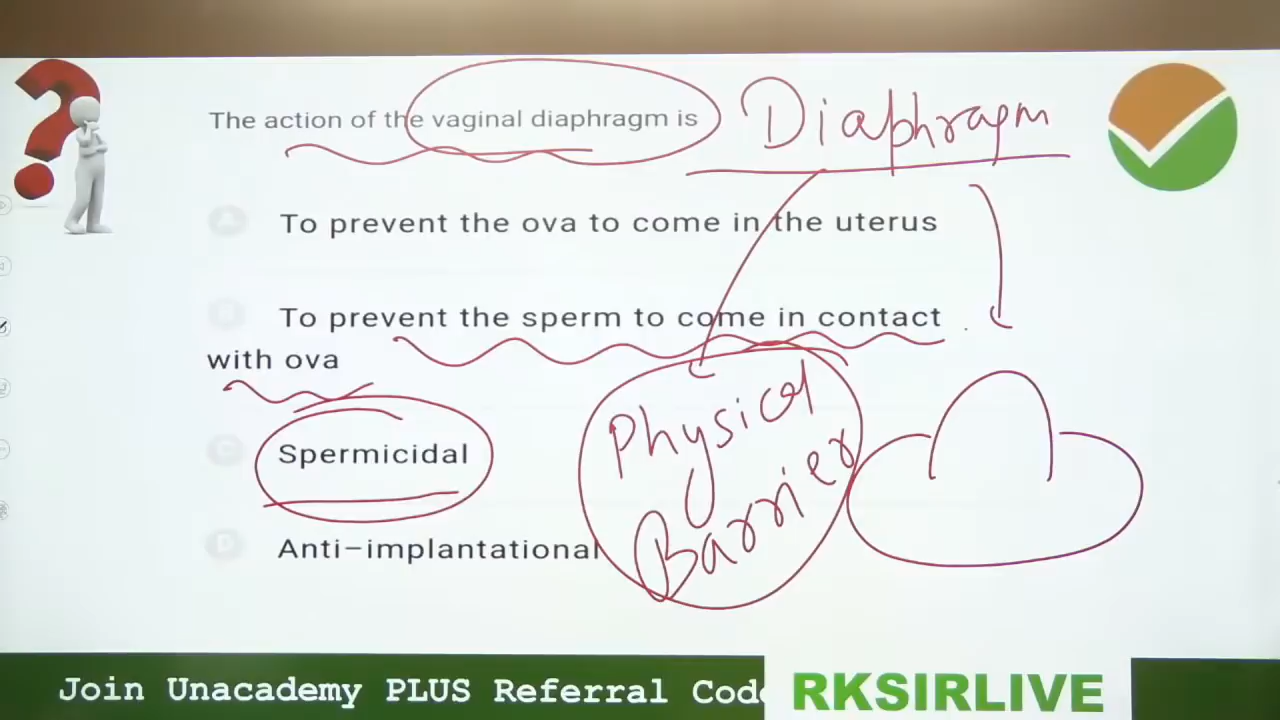 The action of the vaginal diaphragm is
Diaphragm
A To prevent the ova to come in the uterus
To prevent the sperm to come in contact
with ova
Physical
Barrier
C Spermicidal
D Anti-implantational
Join Unacademy PLUS Referral Code
RKSIRLIVE